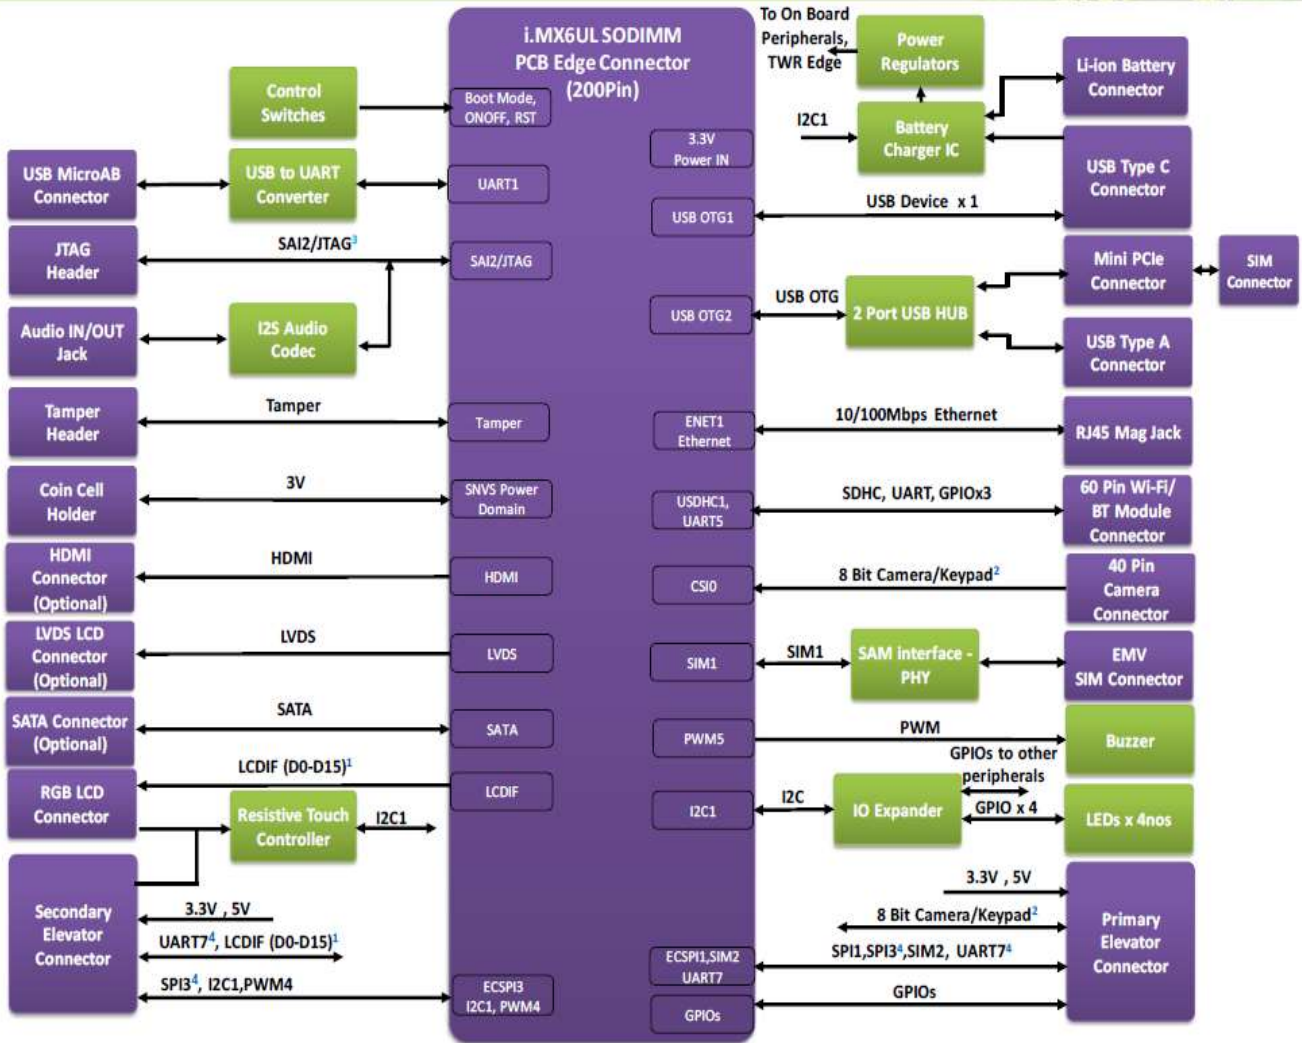 i.MX6UL SODIMM
PCB Edge Connector
(200Pin)
Control
Switches
Boot Mode,
ONOFF, RST
USB MicroAB
Connector
USB to UART
Converter
UART1
JTAG
Header
SAI2/JTAG³
SAI2/JTAG
Audio IN/OUT
Jack
I2S Audio
Codec
Tamper
Header
Tamper
Tamper
Coin Cell
Holder
3V
SNVS Power
Domain
HDMI
Connector
(Optional)
HDMI
HDMI
LVDS LCD
Connector
(Optional)
LVDS
LVDS
SATA Connector
(Optional)
SATA
SATA
RGB LCD
Connector
LCDIF (D0-D15)¹
LCDIF
Resistive Touch
Controller
I2C1
Secondary
Elevator
Connector
3.3V , 5V
UART7⁴, LCDIF (D0-D15)¹
SPI3⁴, I2C1,PWM4
ECSPI3
I2C1, PWM4
To On Board
Peripherals,
TWR Edge
Power
Regulators
Li-ion Battery
Connector
I2C1
Battery
Charger IC
3.3V
Power IN
USB Type C
Connector
USB OTG1
USB Device x 1
Mini PCIe
Connector
SIM
Connector
USB OTG2
USB OTG
2 Port USB HUB
USB Type A
Connector
ENET1
Ethernet
10/100Mbps Ethernet
RJ45 Mag Jack
USDHC1,
UART5
SDHC, UART, GPIOx3
60 Pin Wi-Fi/
BT Module
Connector
CSI0
8 Bit Camera/Keypad²
40 Pin
Camera
Connector
SIM1
SIM1
SAM interface -
PHY
EMV
SIM Connector
PWM5
PWM
Buzzer
GPIOs to other
peripherals
I2C1
I2C
IO Expander
GPIO x 4
LEDs x 4nos
3.3V , 5V
8 Bit Camera/Keypad²
Primary
Elevator
Connector
ECSPI1,SIM2
UART7
SPI1,SPI3⁴,SIM2, UART7⁴
GPIOs
GPIOs